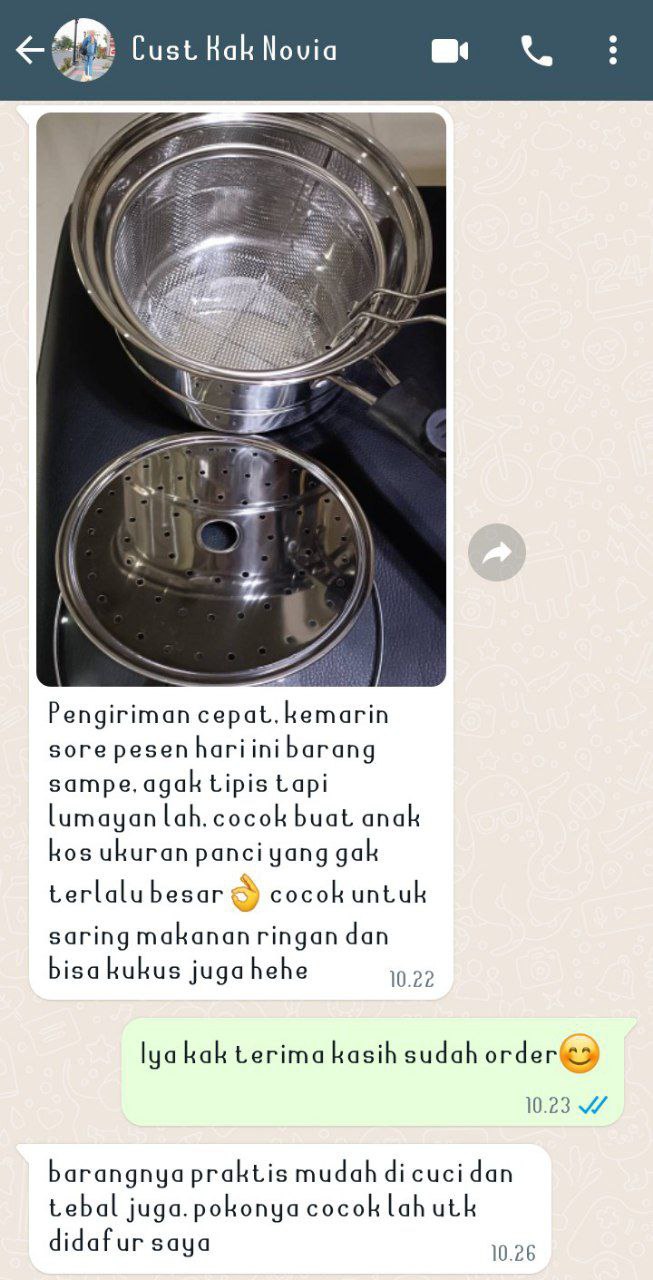 Cust Kak Novia
Pengiriman cepat, kemarin
sore pesen hari ini barang
sampe, agak tipis tapi
lumayan lah, cocok buat anak
kos ukuran panci yang gak
terlalu besar👌 cocok untuk
saring makanan ringan dan
bisa kukus juga hehe
10.22
Iya kak terima kasih sudah order😊
10.23
barangnya praktis mudah di cuci dan
tebal juga, pokonya cocok lah utk
didafur saya
10.26